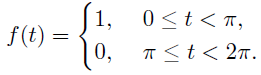 f(t) = { 1, 0 ≤ t < π,
0, π ≤ t < 2π.